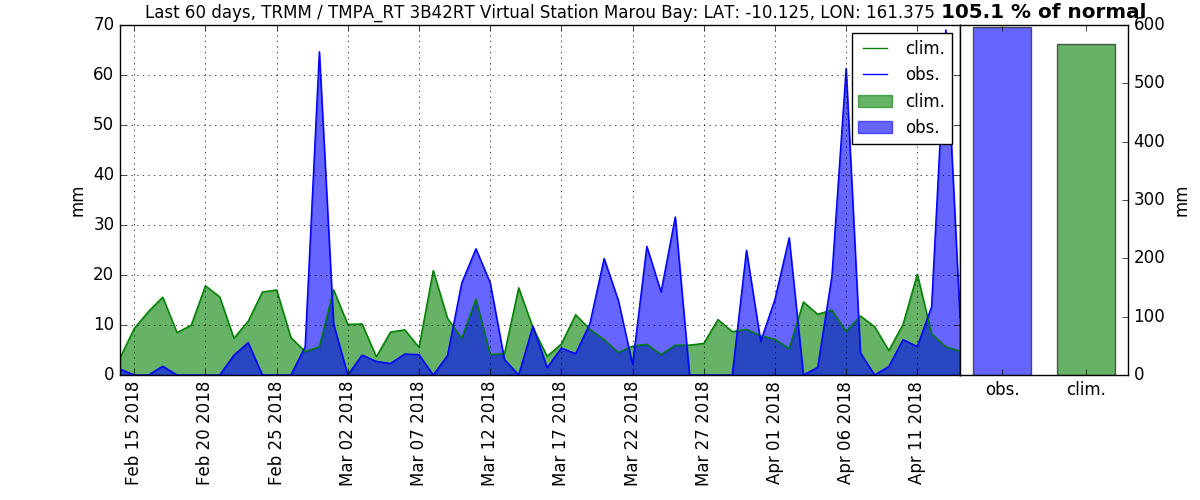 Last 60 days, TRMM / TMPA_RT 3B42RT Virtual Station Marou Bay: LAT: -10.125, LON: 161.375 105.1 % of normal
70
60
50
40
30
20
10
0
mm
clim.
obs.
clim.
obs.
600
500
400
300
200
100
0
mm
obs.
clim.
Feb 15 2018
Feb 20 2018
Feb 25 2018
Mar 02 2018
Mar 07 2018
Mar 12 2018
Mar 17 2018
Mar 22 2018
Mar 27 2018
Apr 01 2018
Apr 06 2018
Apr 11 2018